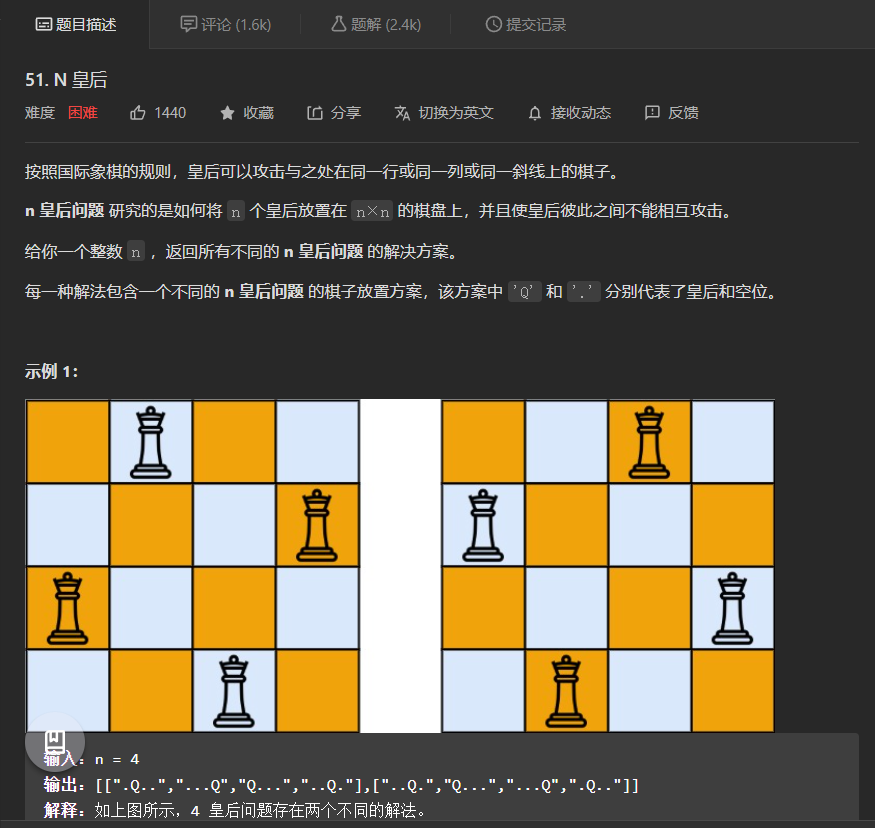 题目描述 评论 (1.6k) 题解 (2.4k) 提交记录
51. N 皇后
难度 困难 1440 收藏 分享 切换为英文 接收动态 反馈
按照国际象棋的规则，皇后可以攻击与之处在同一行或同一列或同一斜线上的棋子。
n 皇后问题 研究的是如何将 n 个皇后放置在 n×n 的棋盘上，并且使皇后彼此之间不能相互攻击。
给你一个整数 n ，返回所有不同的 n 皇后问题 的解决方案。
每一种解法包含一个不同的 n 皇后问题 的棋子放置方案，该方案中 'Q' 和 '.' 分别代表了皇后和空位。
示例 1：
输入：n = 4
输出：[[".Q..","...Q","Q...","..Q."],["..Q.","Q...","...Q",".Q.."]]
解释：如上图所示，4 皇后问题存在两个不同的解法。